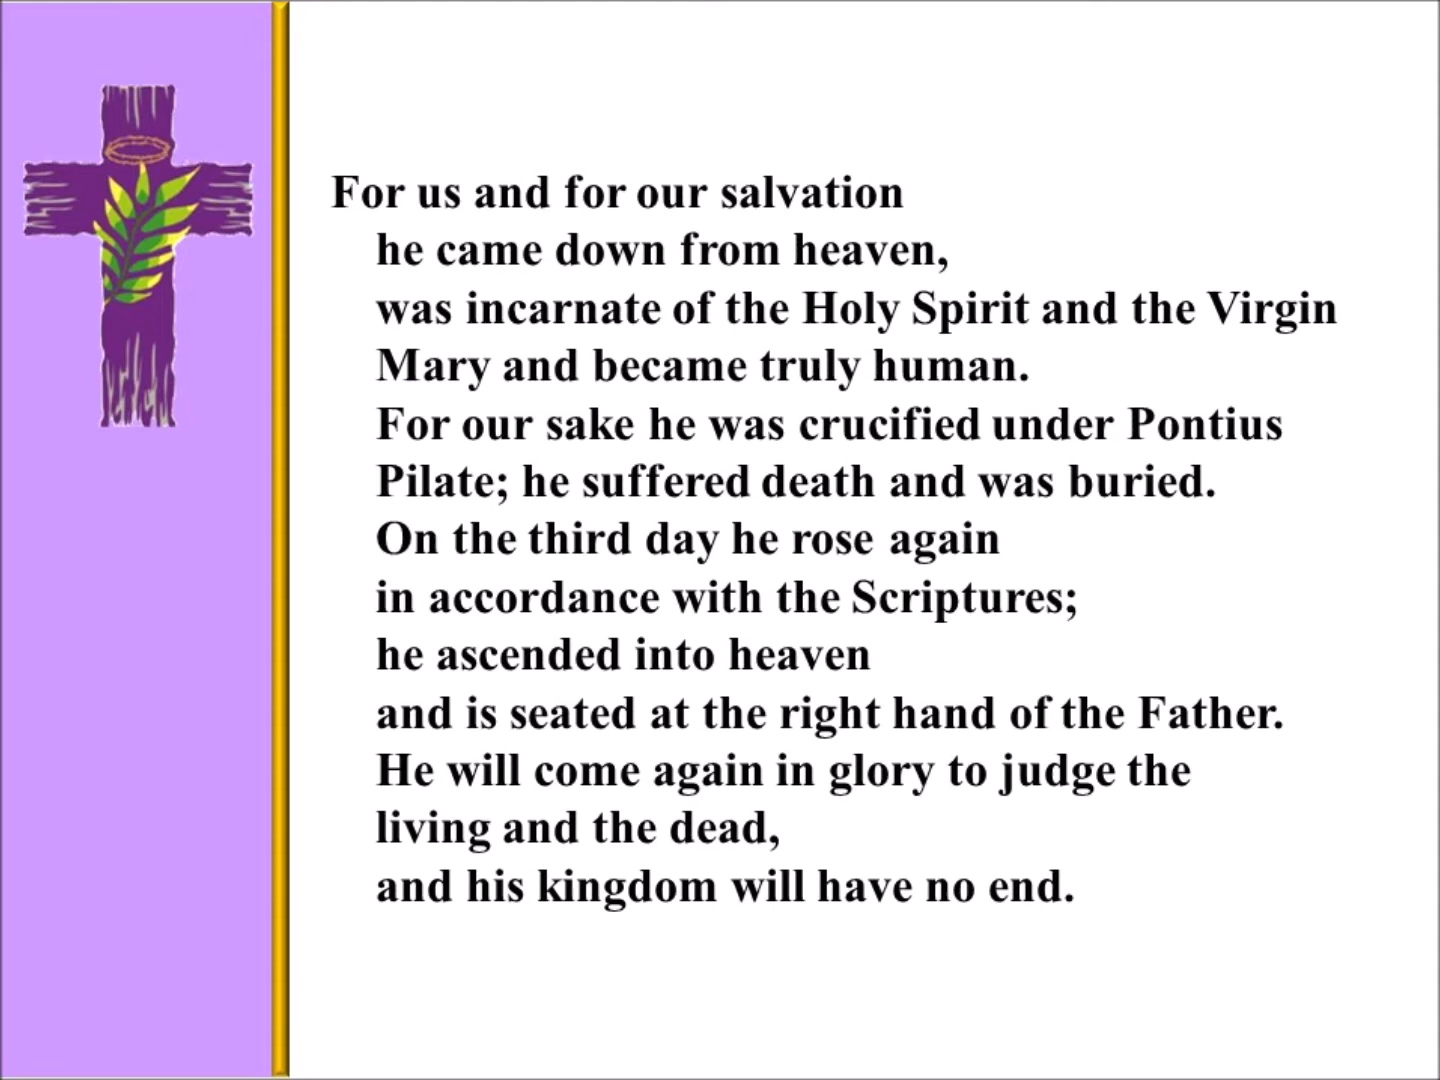 For us and for our salvation
he came down from heaven,
was incarnate of the Holy Spirit and the Virgin
Mary and became truly human.
For our sake he was crucified under Pontius
Pilate; he suffered death and was buried.
On the third day he rose again
in accordance with the Scriptures;
he ascended into heaven
and is seated at the right hand of the Father.
He will come again in glory to judge the
living and the dead,
and his kingdom will have no end.